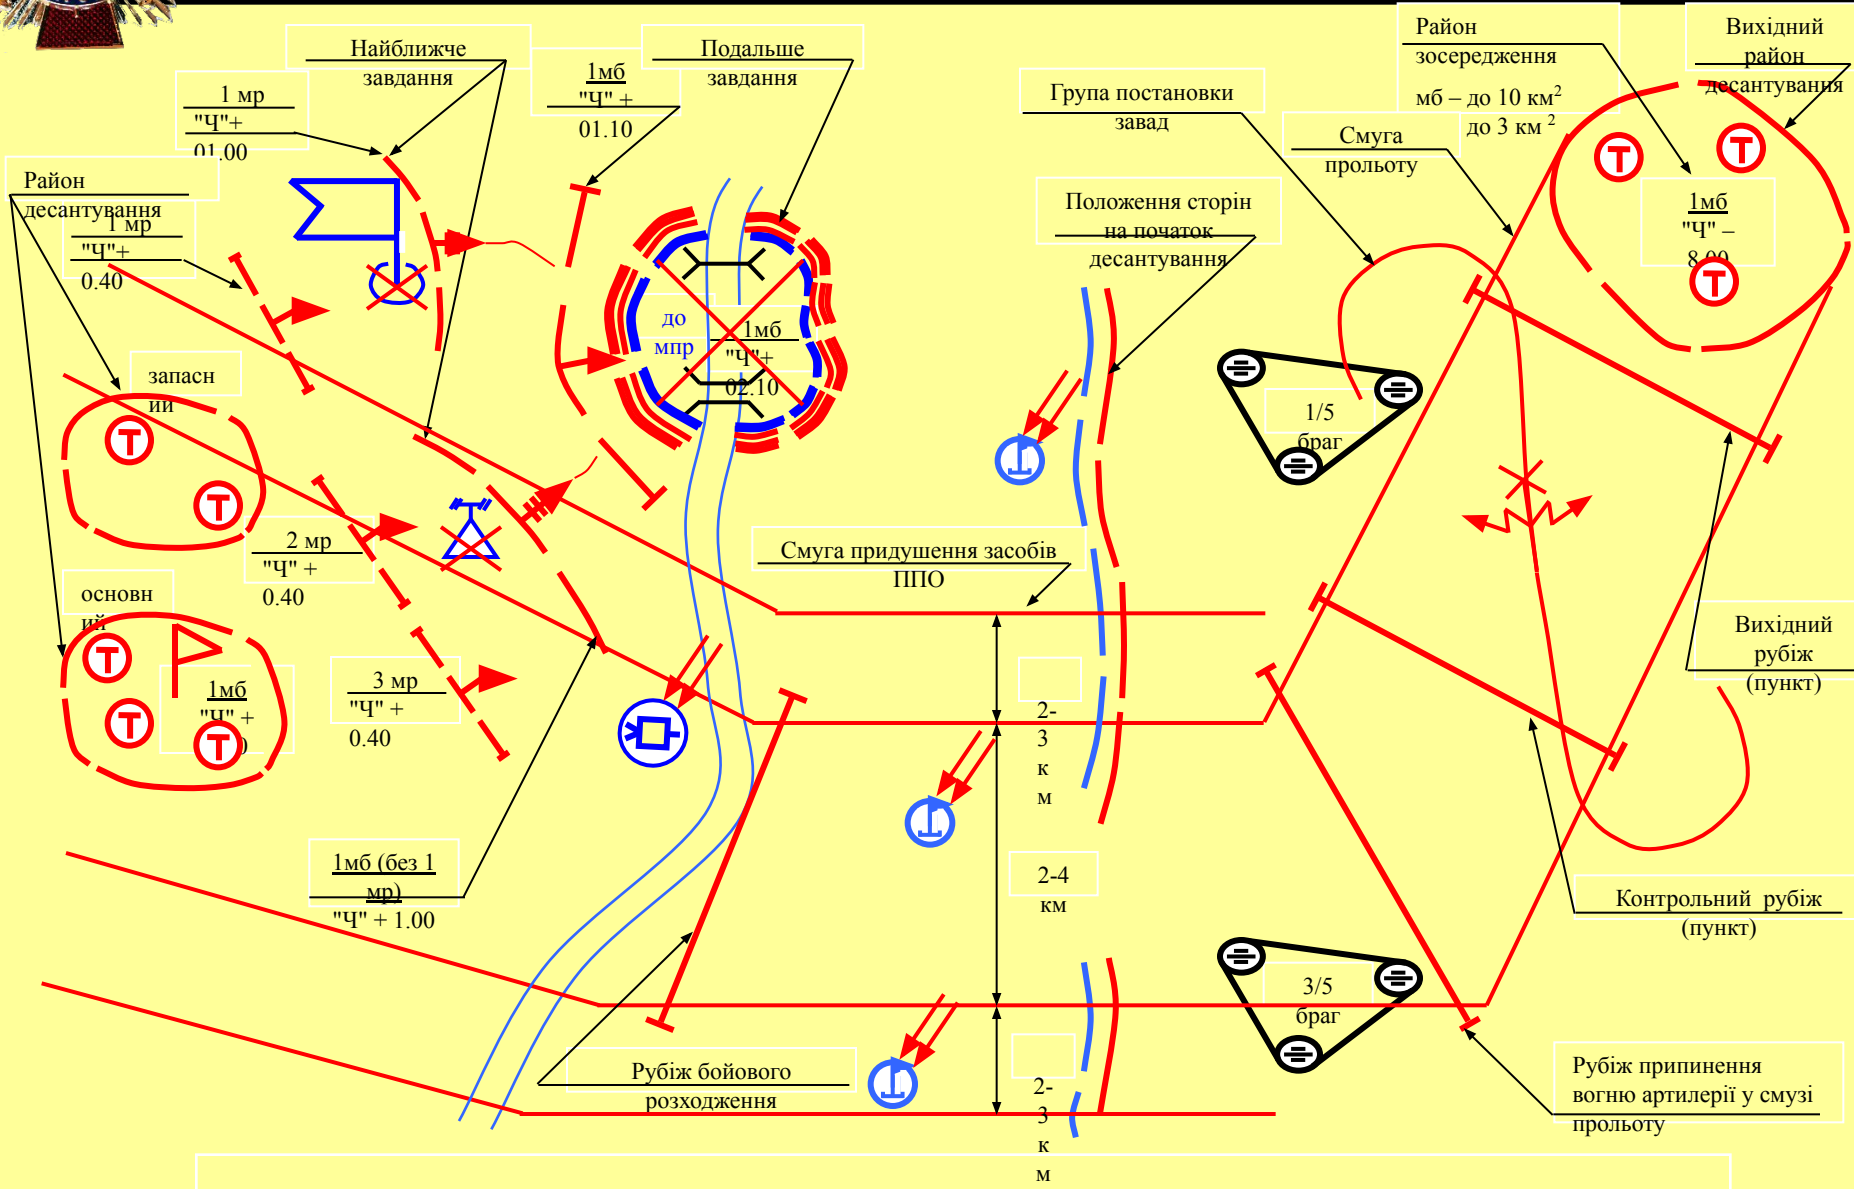 Найближче
завдання
1мб
"Ч" +
01.10
Подальше
завдання
1 мр
"Ч"+
01.00
Район
десантування
1 мр
"Ч"+
0.40
Група постановки
завад
Район
зосередження
мб – до 10 км²
до 3 км ²
Вихідний
район
десантування
Смуга
прольоту
Положення сторін
на початок
десантування
1мб
"Ч" –
8.00
Т
Т
Т
до
мпр
1мб
"Ч"+
02.10
запасн
ий
Т
Т
2 мр
"Ч" +
0.40
1/5
браг
Смуга придушення засобів
ППО
основн
ий
Т
Т
Т
1мб
"Ч" +
3 мр
"Ч" +
0.40
2-
3
к
м
Вихідний
рубіж
(пункт)
1мб (без 1
мр)
"Ч" + 1.00
2-4
км
Контрольний рубіж
(пункт)
3/5
браг
Рубіж бойового
розходження
2-
3
к
м
Рубіж припинення
вогню артилерії у смузі
прольоту